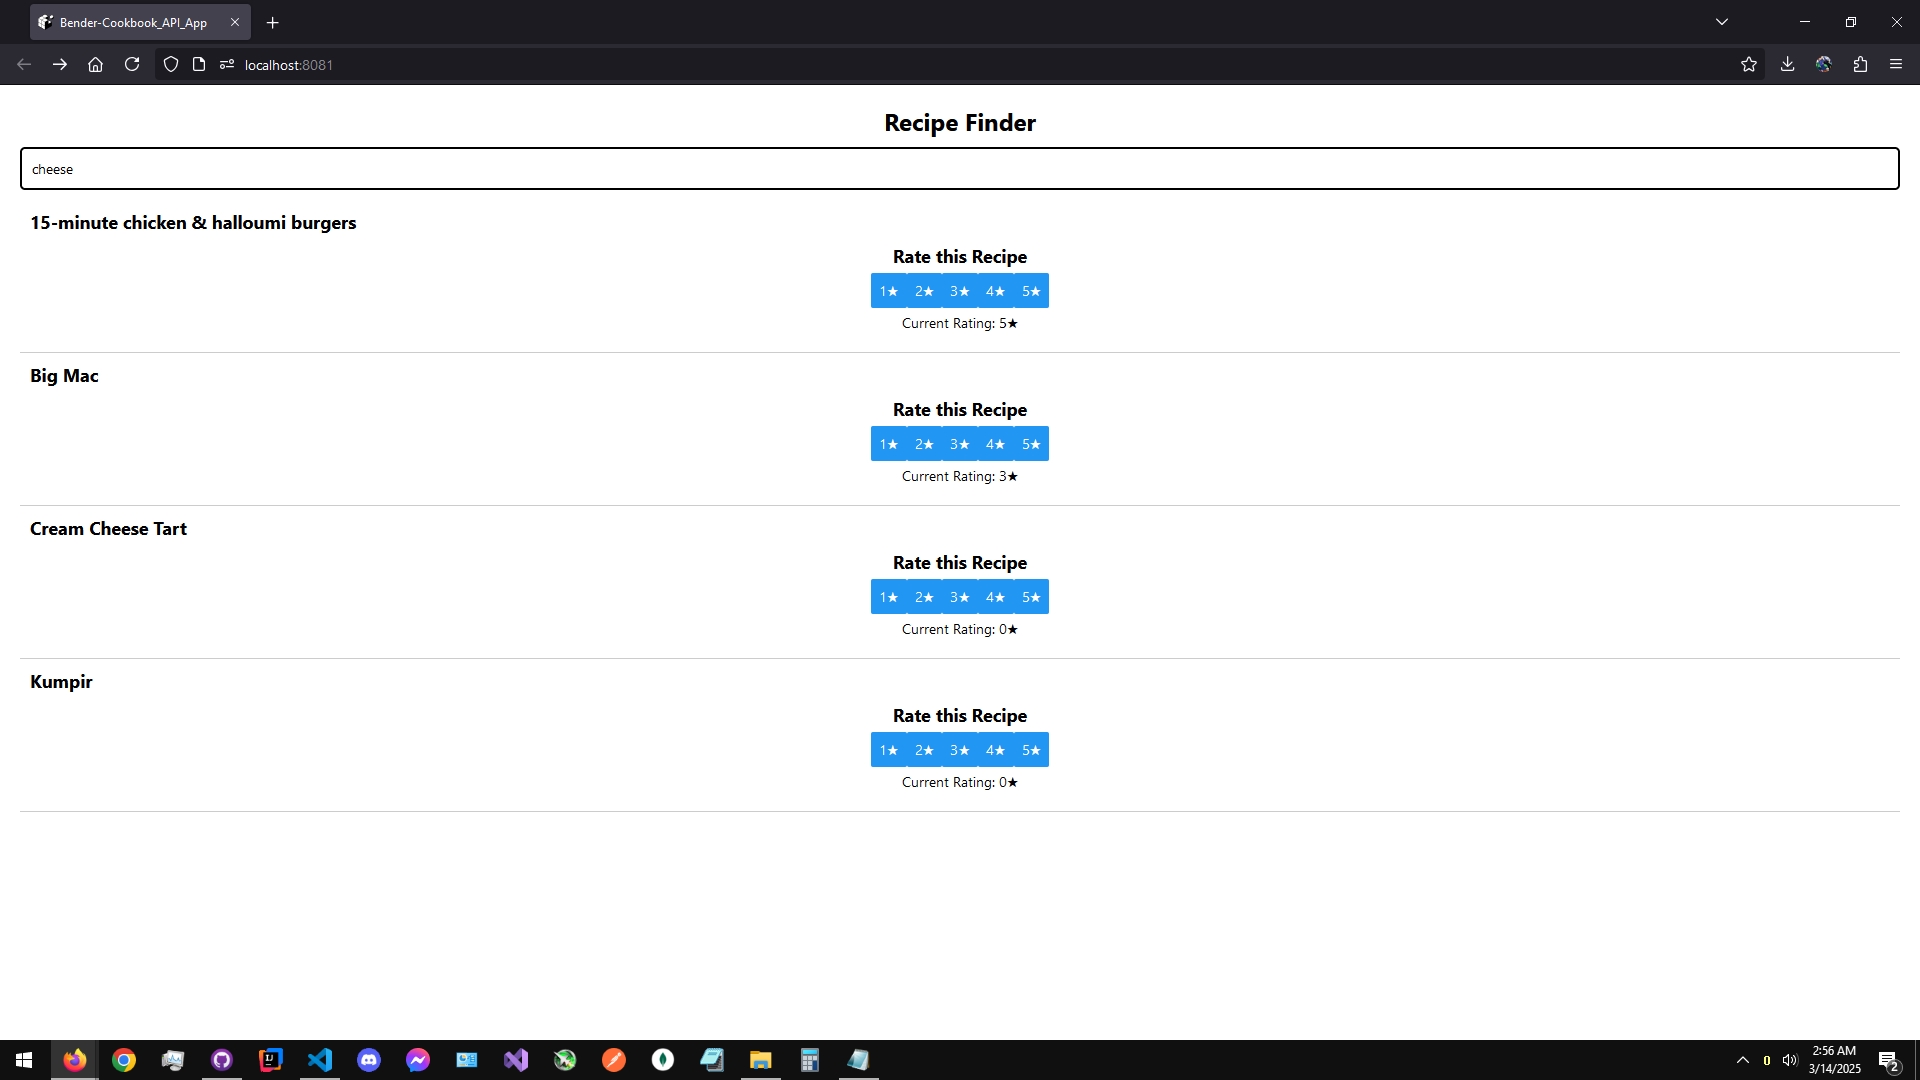 Bender-Cookbook_API_App
localhost:8081
Recipe Finder
cheese
15-minute chicken & halloumi burgers
Rate this Recipe
1★ 2★ 3★ 4★ 5★
Current Rating: 5★
Big Mac
Rate this Recipe
1★ 2★ 3★ 4★ 5★
Current Rating: 3★
Cream Cheese Tart
Rate this Recipe
1★ 2★ 3★ 4★ 5★
Current Rating: 0★
Kumpir
Rate this Recipe
1★ 2★ 3★ 4★ 5★
Current Rating: 0★
IJ
0
2:56 AM
3/14/2025
2